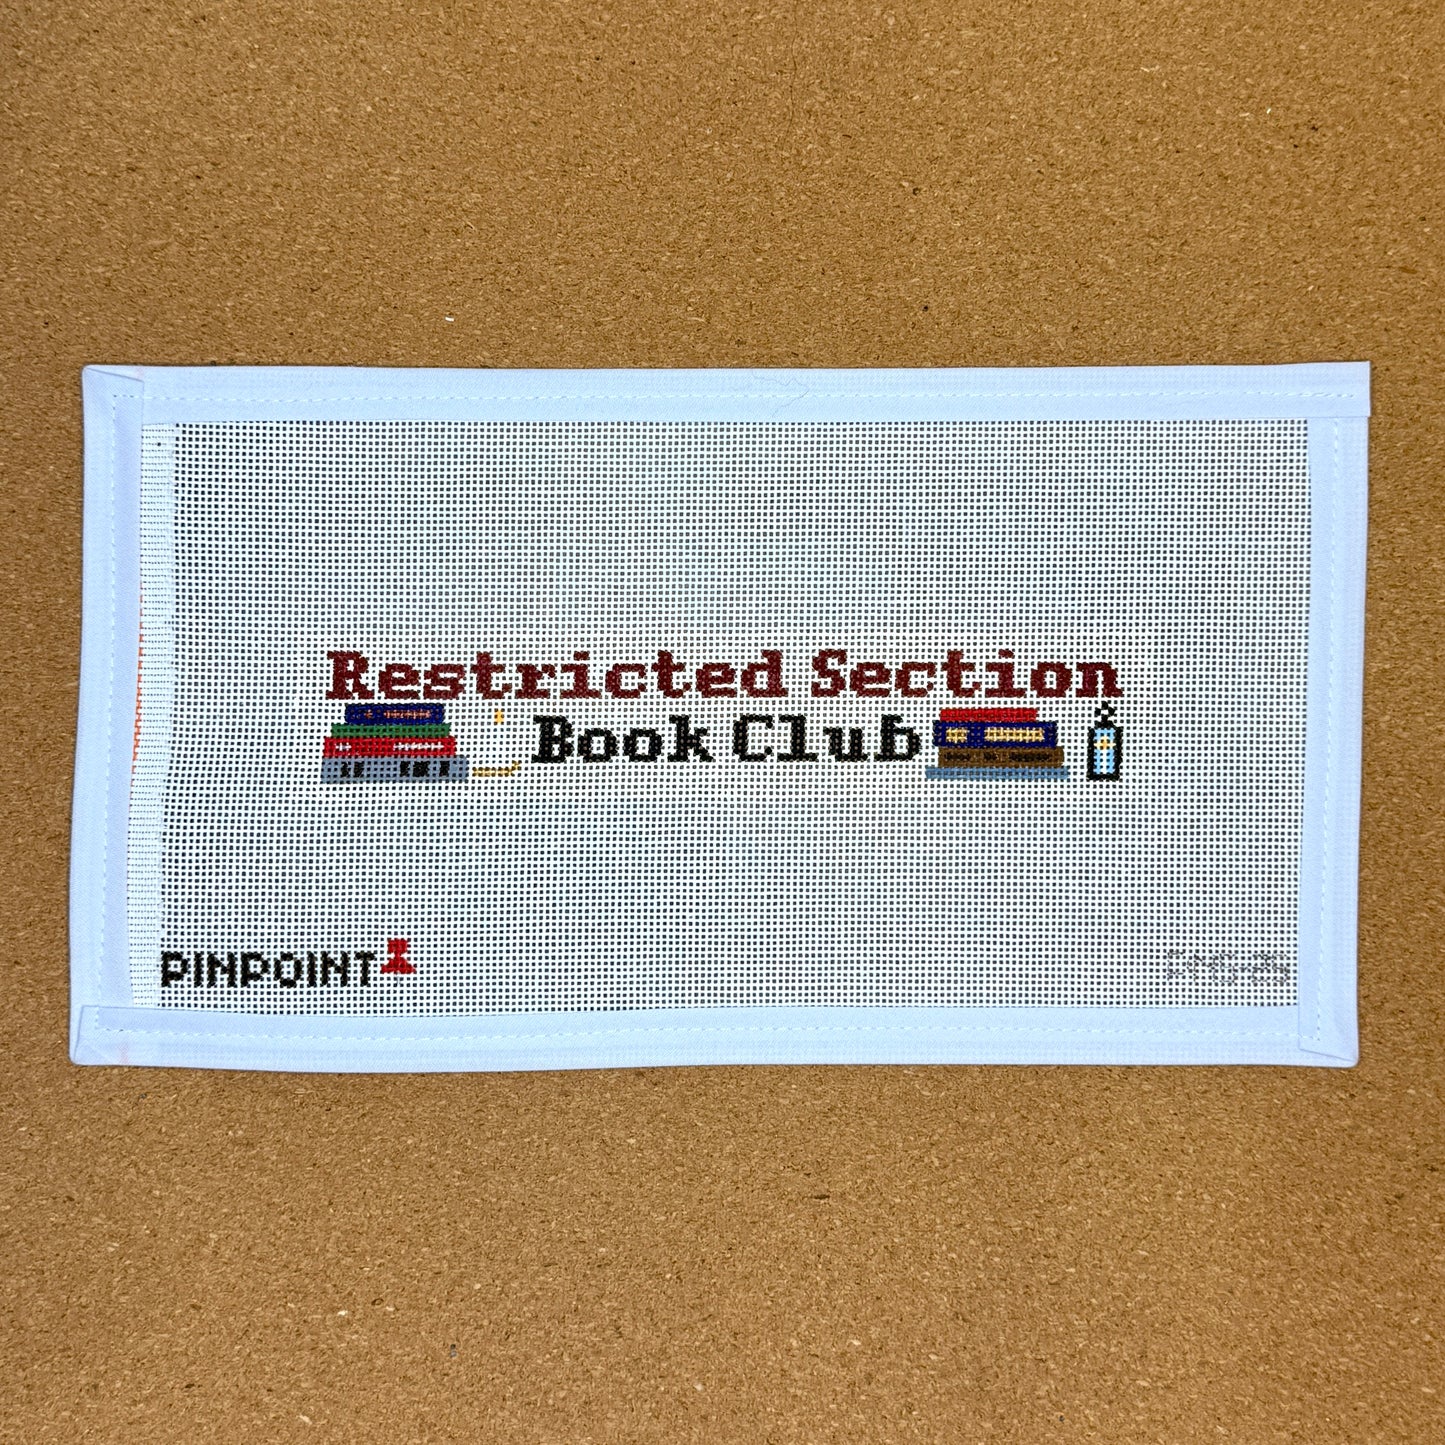 Restricted Section
Book Club
PINPOINT